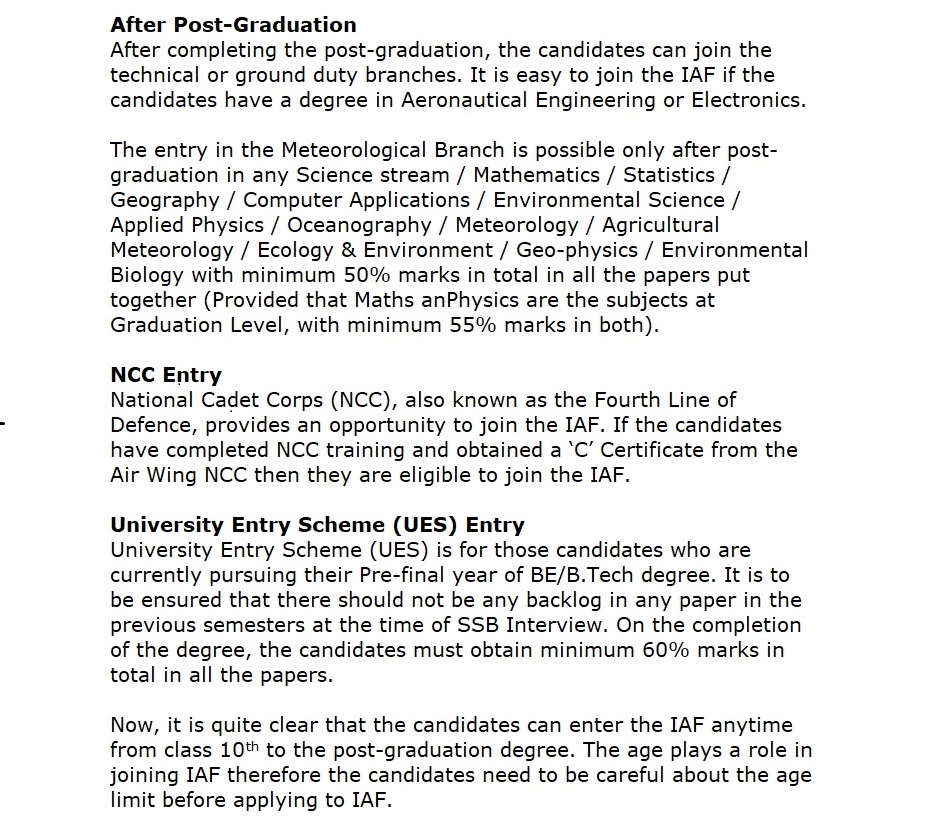 After Post-Graduation
After completing the post-graduation, the candidates can join the
technical or ground duty branches. It is easy to join the IAF if the
candidates have a degree in Aeronautical Engineering or Electronics.
The entry in the Meteorological Branch is possible only after post-
graduation in any Science stream / Mathematics / Statistics /
Geography / Computer Applications / Environmental Science /
Applied Physics / Oceanography / Meteorology / Agricultural
Meteorology / Ecology & Environment / Geo-physics / Environmental
Biology with minimum 50% marks in total in all the papers put
together (Provided that Maths anPhysics are the subjects at
Graduation Level, with minimum 55% marks in both).
NCC Entry
National Cadet Corps (NCC), also known as the Fourth Line of
Defence, provides an opportunity to join the IAF. If the candidates
have completed NCC training and obtained a ‘C’ Certificate from the
Air Wing NCC then they are eligible to join the IAF.
University Entry Scheme (UES) Entry
University Entry Scheme (UES) is for those candidates who are
currently pursuing their Pre-final year of BE/B.Tech degree. It is to
be ensured that there should not be any backlog in any paper in the
previous semesters at the time of SSB Interview. On the completion
of the degree, the candidates must obtain minimum 60% marks in
total in all the papers.
Now, it is quite clear that the candidates can enter the IAF anytime
from class 10th to the post-graduation degree. The age plays a role in
joining IAF therefore the candidates need to be careful about the age
limit before applying to IAF.